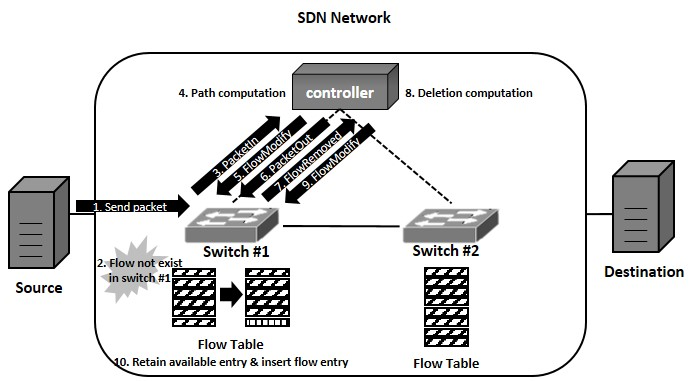 SDN Network
4. Path computation
controller
8. Deletion computation
3. PacketIn
5. FlowModify
6. PacketOut
7. FlowRemoved
9. FlowModify
1. Send packet
Switch #1
Switch #2
2. Flow not exist
in switch #1
Source
Destination
Flow Table
10. Retain available entry & insert flow entry
Flow Table